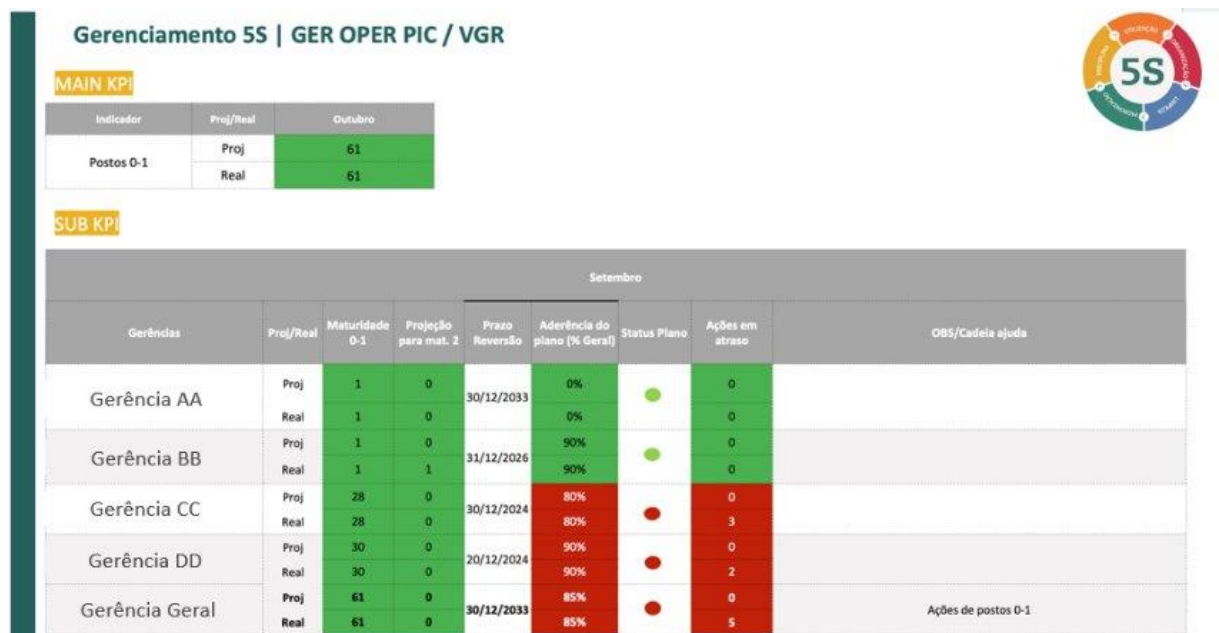 Gerenciamento 5S | GER OPER PIC / VGR
5S
UTILIZAÇÃO
ORGANIZAÇÃO
LIMPEZA
PADRONIZAÇÃO
DISCIPLINA
MAIN KPI
Indicador Proj/Real Outubro
Postos 0-1
Proj 61
Real 61
SUB KPI
Setembro
Gerências Proj/Real Maturidade 0-1 Projeção para mat. 2 Prazo Reversão Aderência do plano (% Geral) Status Plano Ações em atraso OBS/Cadeia ajuda
Gerência AA
Proj 1 0 30/12/2033 0% 0
Real 1 0 0% 0
Gerência BB
Proj 1 0 31/12/2026 90% 0
Real 1 1 90% 0
Gerência CC
Proj 28 0 30/12/2024 80% 0
Real 28 0 80% 3
Gerência DD
Proj 30 0 20/12/2024 90% 0
Real 30 0 90% 2
Gerência Geral
Proj 61 0 30/12/2033 85% 0 Ações de postos 0-1
Real 61 0 85% 5